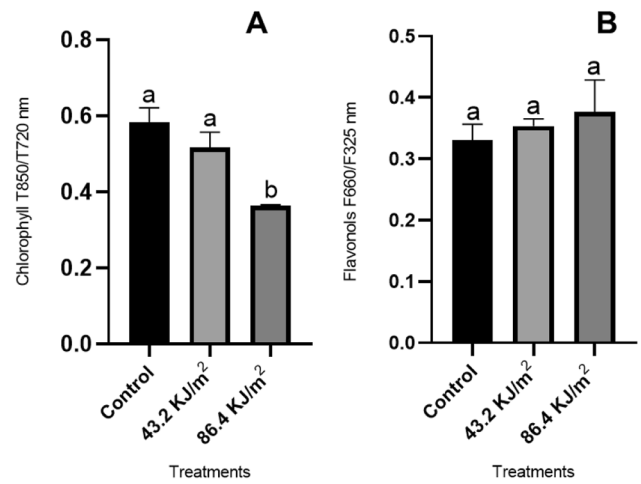 A
Chlorophyll T850/T720 nm
0.8
0.6
0.4
0.2
0.0
a
a
b
Control
43.2 KJ/m²
86.4 KJ/m²
Treatments
B
Flavonols F660/F325 nm
0.5
0.4
0.3
0.2
0.1
0.0
a
a
a
Control
43.2 KJ/m²
86.4 KJ/m²
Treatments